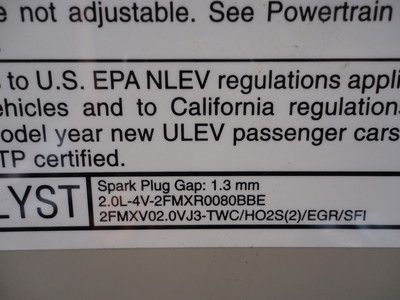 e not adjustable. See Powertrain
s to U.S. EPA NLEV regulations appli
ehicles and to California regulations
odel year new ULEV passenger cars
TP certified.
LYST
Spark Plug Gap: 1.3 mm
2.0L-4V-2FMXR0080BBE
2FMXV02.0VJ3-TWC/HO2S(2)/EGR/SFI